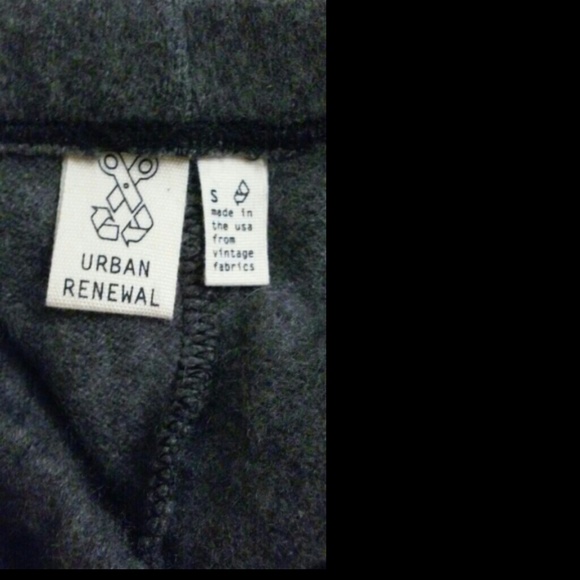 URBAN
RENEWAL
S
made in
the usa
from
vintage
fabrics